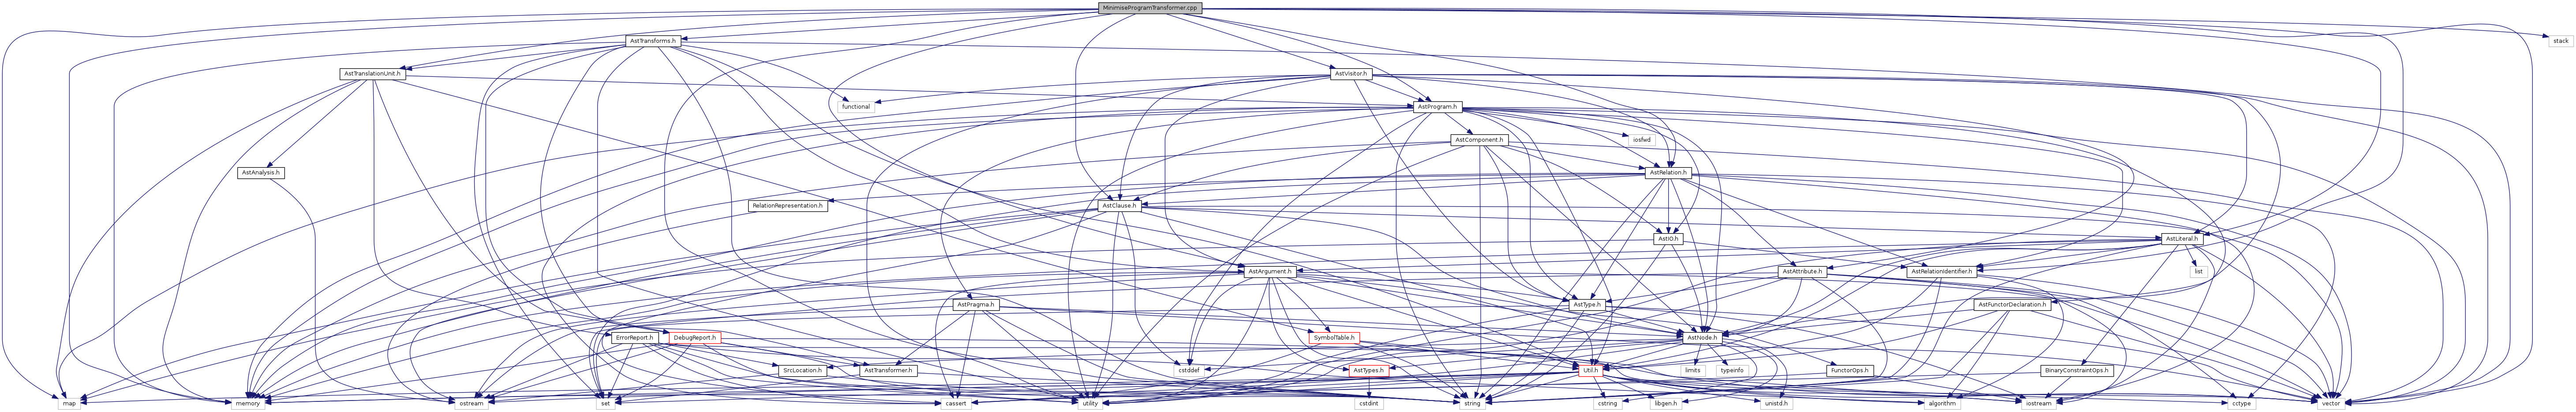 MinimiseProgramTransformer.cpp
AstTransforms.h
stack
AstTranslationUnit.h
AstVisitor.h
functional
AstProgram.h
AstComponent.h
iosfwd
AstAnalysis.h
AstRelation.h
RelationRepresentation.h
AstClause.h
AstIO.h
AstLiteral.h
AstArgument.h
AstAttribute.h
AstRelationIdentifier.h
list
AstPragma.h
AstType.h
AstFunctorDeclaration.h
ErrorReport.h
DebugReport.h
SymbolTable.h
AstNode.h
SrcLocation.h
AstTransformer.h
cstddef
AstTypes.h
Util.h
limits
typeinfo
FunctorOps.h
BinaryConstraintOps.h
map
memory
ostream
set
utility
cassert
string
cstdint
cstring
libgen.h
unistd.h
algorithm
iostream
cctype
vector